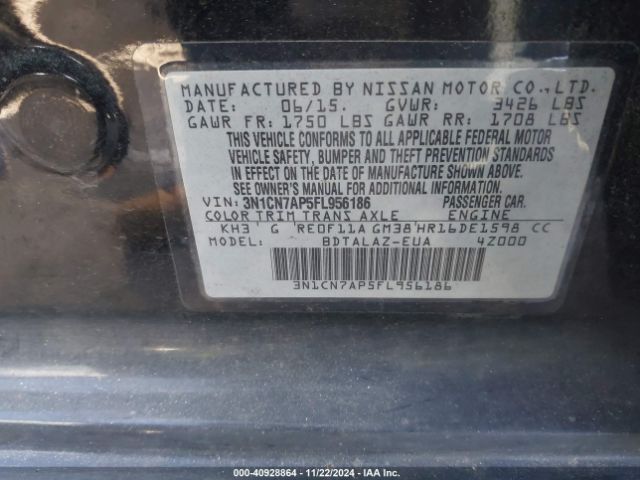 MANUFACTURED BY NISSAN MOTOR CO.,LTD.
DATE: 06/15. GVWR: 3426 LBS
GAWR FR: 1750 LBS GAWR RR: 1708 LBS
THIS VEHICLE CONFORMS TO ALL APPLICABLE FEDERAL MOTOR
VEHICLE SAFETY, BUMPER AND THEFT PREVENTION STANDARDS
IN EFFECT ON THE DATE OF MANUFACTURE SHOWN ABOVE.
SEE OWNER'S MANUAL FOR ADDITIONAL INFORMATION.
VIN: 3N1CN7AP5FL956186 PASSENGER CAR.
COLOR TRIM TRANS AXLE ENGINE
KH3 G RE0F11A GM38 HR16DE1598 CC
MODEL: BDTALAZ-EUA 4Z000
3N1CN7AP5FL956186
000-40928864 - 11/22/2024 - IAAI.com